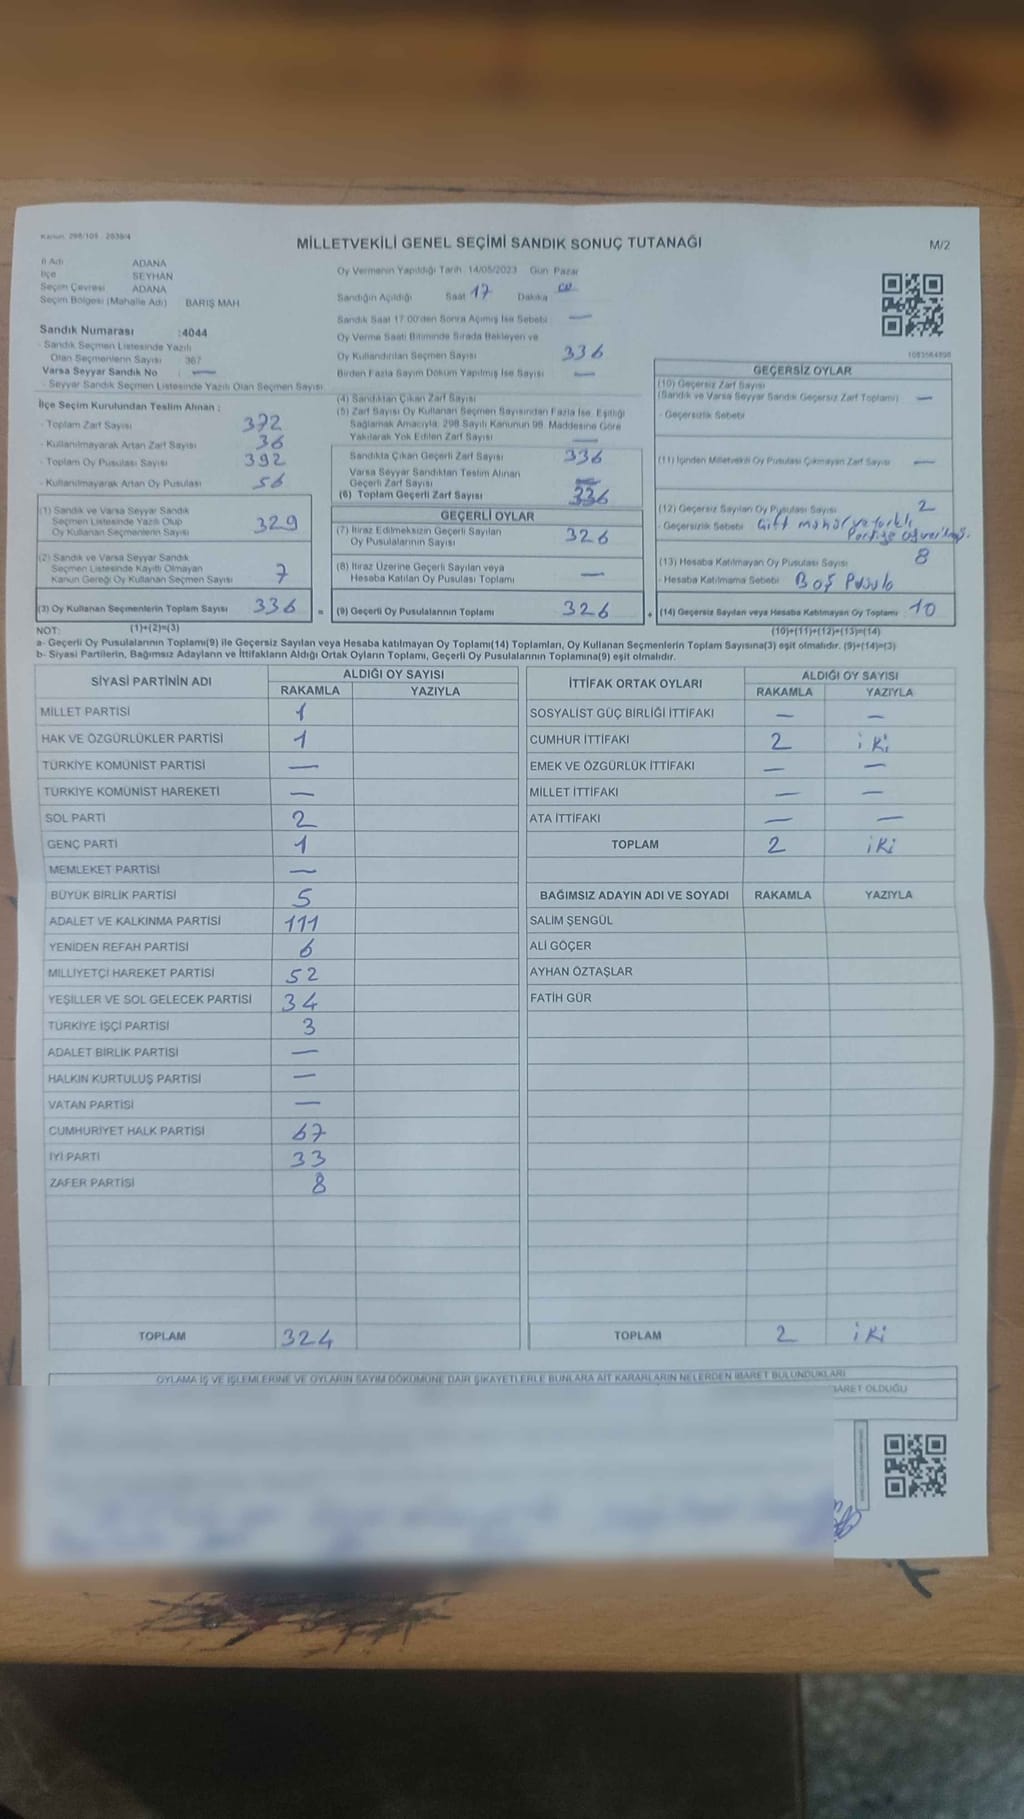 Kanun: 298/105 - 2839/4
MİLLETVEKİLİ GENEL SEÇİMİ SANDIK SONUÇ TUTANAĞI
M/2
İl Adı ADANA
İlçe SEYHAN
Seçim Çevresi ADANA
Seçim Bölgesi (Mahalle Adı) BARIŞ MAH
Sandık Numarası :4044
- Sandık Seçmen Listesinde Yazılı
Olan Seçmenlerin Sayısı 367
Varsa Seyyar Sandık No : —
- Seyyar Sandık Seçmen Listesinde Yazılı Olan Seçmen Sayısı
Oy Vermenin Yapıldığı Tarih: 14/05/2023 Gün Pazar
Sandığın Açıldığı Saat 17 Dakika 00
Sandık Saat 17:00'den Sonra Açılmış İse Sebebi —
Oy Verme Saati Bitiminde Sırada Bekleyen ve
Oy Kullandırılan Seçmen Sayısı 336
Birden Fazla Sayım Döküm Yapılmış İse Sayısı —
1083564898
İlçe Seçim Kurulundan Teslim Alınan :
- Toplam Zarf Sayısı 372
- Kullanılmayarak Artan Zarf Sayısı 36
- Toplam Oy Pusulası Sayısı 392
- Kullanılmayarak Artan Oy Pusulası 56
(1) Sandık ve Varsa Seyyar Sandık
Seçmen Listesinde Yazılı Olup
Oy Kullanan Seçmenlerin Sayısı 329
(2) Sandık ve Varsa Seyyar Sandık
Seçmen Listesinde Kayıtlı Olmayan
Kanun Gereği Oy Kullanan Seçmen Sayısı 7
(3) Oy Kullanan Seçmenlerin Toplam Sayısı 336 =
(1)+(2)=(3)
(4) Sandıktan Çıkan Zarf Sayısı
(5) Zarf Sayısı Oy Kullanan Seçmen Sayısından Fazla İse, Eşitliği
Sağlamak Amacıyla, 298 Sayılı Kanunun 98. Maddesine Göre
Yakılarak Yok Edilen Zarf Sayısı —
Sandıkta Çıkan Geçerli Zarf Sayısı 336
Varsa Seyyar Sandıktan Teslim Alınan
Geçerli Zarf Sayısı
(6) Toplam Geçerli Zarf Sayısı 336
GEÇERLİ OYLAR
(7) İtiraz Edilmeksizin Geçerli Sayılan
Oy Pusulalarının Sayısı 326
(8) İtiraz Üzerine Geçerli Sayılan veya
Hesaba Katılan Oy Pusulası Toplamı —
(9) Geçerli Oy Pusulalarının Toplamı 326 +
GEÇERSİZ OYLAR
(10) Geçersiz Zarf Sayısı
(Sandık ve Varsa Seyyar Sandık Geçersiz Zarf Toplamı) —
- Geçersizlik Sebebi
(11) İçinden Milletvekili Oy Pusulası Çıkmayan Zarf Sayısı —
(12) Geçersiz Sayılan Oy Pusulası Sayısı 2
- Geçersizlik Sebebi Çift mühür ve farklı
(13) Hesaba Katılmayan Oy Pusulası Sayısı 8
- Hesaba Katılmama Sebebi Boş Pusula
(14) Geçersiz Sayılan veya Hesaba Katılmayan Oy Toplamı 10
(10)+(11)+(12)+(13)=(14)
NOT:
a- Geçerli Oy Pusulalarının Toplamı(9) ile Geçersiz Sayılan veya Hesaba katılmayan Oy Toplamı(14) Toplamları, Oy Kullanan Seçmenlerin Toplam Sayısına(3) eşit olmalıdır. (9)+(14)=(3)
b- Siyasi Partilerin, Bağımsız Adayların ve İttifakların Aldığı Ortak Oyların Toplamı, Geçerli Oy Pusulalarının Toplamına(9) eşit olmalıdır.
SİYASİ PARTİNİN ADI ALDIĞI OY SAYISI
RAKAMLA YAZIYLA
MİLLET PARTİSİ 1
HAK VE ÖZGÜRLÜKLER PARTİSİ 1
TÜRKİYE KOMÜNİST PARTİSİ —
TÜRKİYE KOMÜNİST HAREKETİ —
SOL PARTİ 2
GENÇ PARTİ 1
MEMLEKET PARTİSİ —
BÜYÜK BİRLİK PARTİSİ 5
ADALET VE KALKINMA PARTİSİ 111
YENİDEN REFAH PARTİSİ 6
MİLLİYETÇİ HAREKET PARTİSİ 52
YEŞİLLER VE SOL GELECEK PARTİSİ 34
TÜRKİYE İŞÇİ PARTİSİ 3
ADALET BİRLİK PARTİSİ —
HALKIN KURTULUŞ PARTİSİ —
VATAN PARTİSİ —
CUMHURİYET HALK PARTİSİ 67
İYİ PARTİ 33
ZAFER PARTİSİ 8
TOPLAM 324
İTTİFAK ORTAK OYLARI ALDIĞI OY SAYISI
RAKAMLA YAZIYLA
SOSYALİST GÜÇ BİRLİĞİ İTTİFAKI — —
CUMHUR İTTİFAKI 2 iki
EMEK VE ÖZGÜRLÜK İTTİFAKI — —
MİLLET İTTİFAKI — —
ATA İTTİFAKI — —
TOPLAM 2 iki
BAĞIMSIZ ADAYIN ADI VE SOYADI RAKAMLA YAZIYLA
SALİM ŞENGÜL
ALİ GÖÇER
AYHAN ÖZTAŞLAR
FATİH GÜR
TOPLAM 2 iki
OYLAMA İŞ VE İŞLEMLERİNE VE OYLARIN SAYIM DÖKÜMÜNE DAİR ŞİKAYETLERLE BUNLARA AİT KARARLARIN NELERDEN İBARET BULUNDUKLARI
OLDUĞU